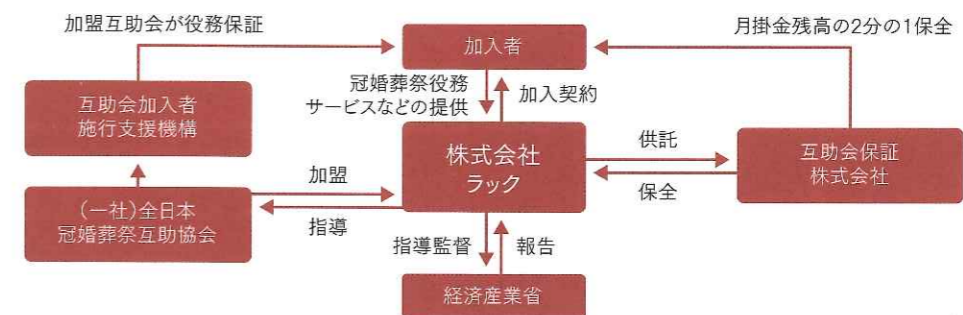 加盟互助会が役務保証
月掛金残高の2分の1保全
加入者
互助会加入者
施行支援機構
冠婚葬祭役務
サービスなどの提供
加入契約
株式会社
ラック
供託
保全
互助会保証
株式会社
加盟
指導
(一社)全日本
冠婚葬祭互助協会
指導監督
報告
経済産業省